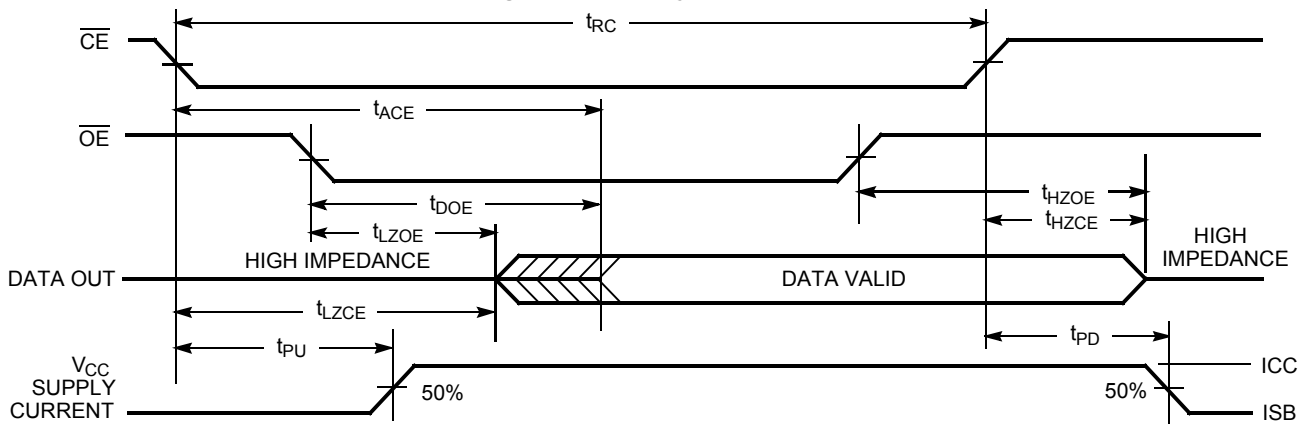 tRC
CE
tACE
OE
tDOE
tHZOE
tLZOE
tHZCE
HIGH IMPEDANCE
HIGH
IMPEDANCE
DATA OUT
DATA VALID
tLZCE
tPU
tPD
VCC
SUPPLY
CURRENT
50%
50%
ICC
ISB